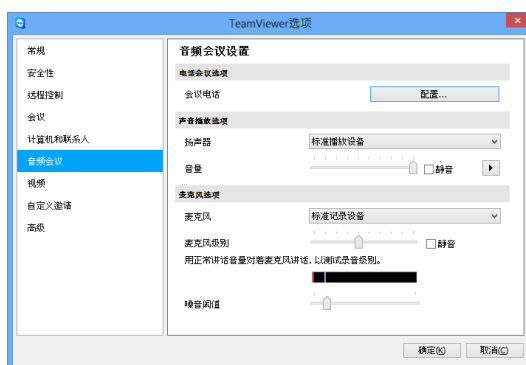 TeamViewer选项
常规
安全性
远程控制
会议
计算机和联系人
音频会议
视频
自定义邀请
高级
音频会议设置
电话会议选项
会议电话
配置...
声音播放选项
扬声器
标准播放设备
音量
静音
麦克风选项
麦克风
标准记录设备
麦克风级别
静音
用正常讲话音量对着麦克风讲话，以测试录音级别。
噪音阈值
确定(K)
取消(C)